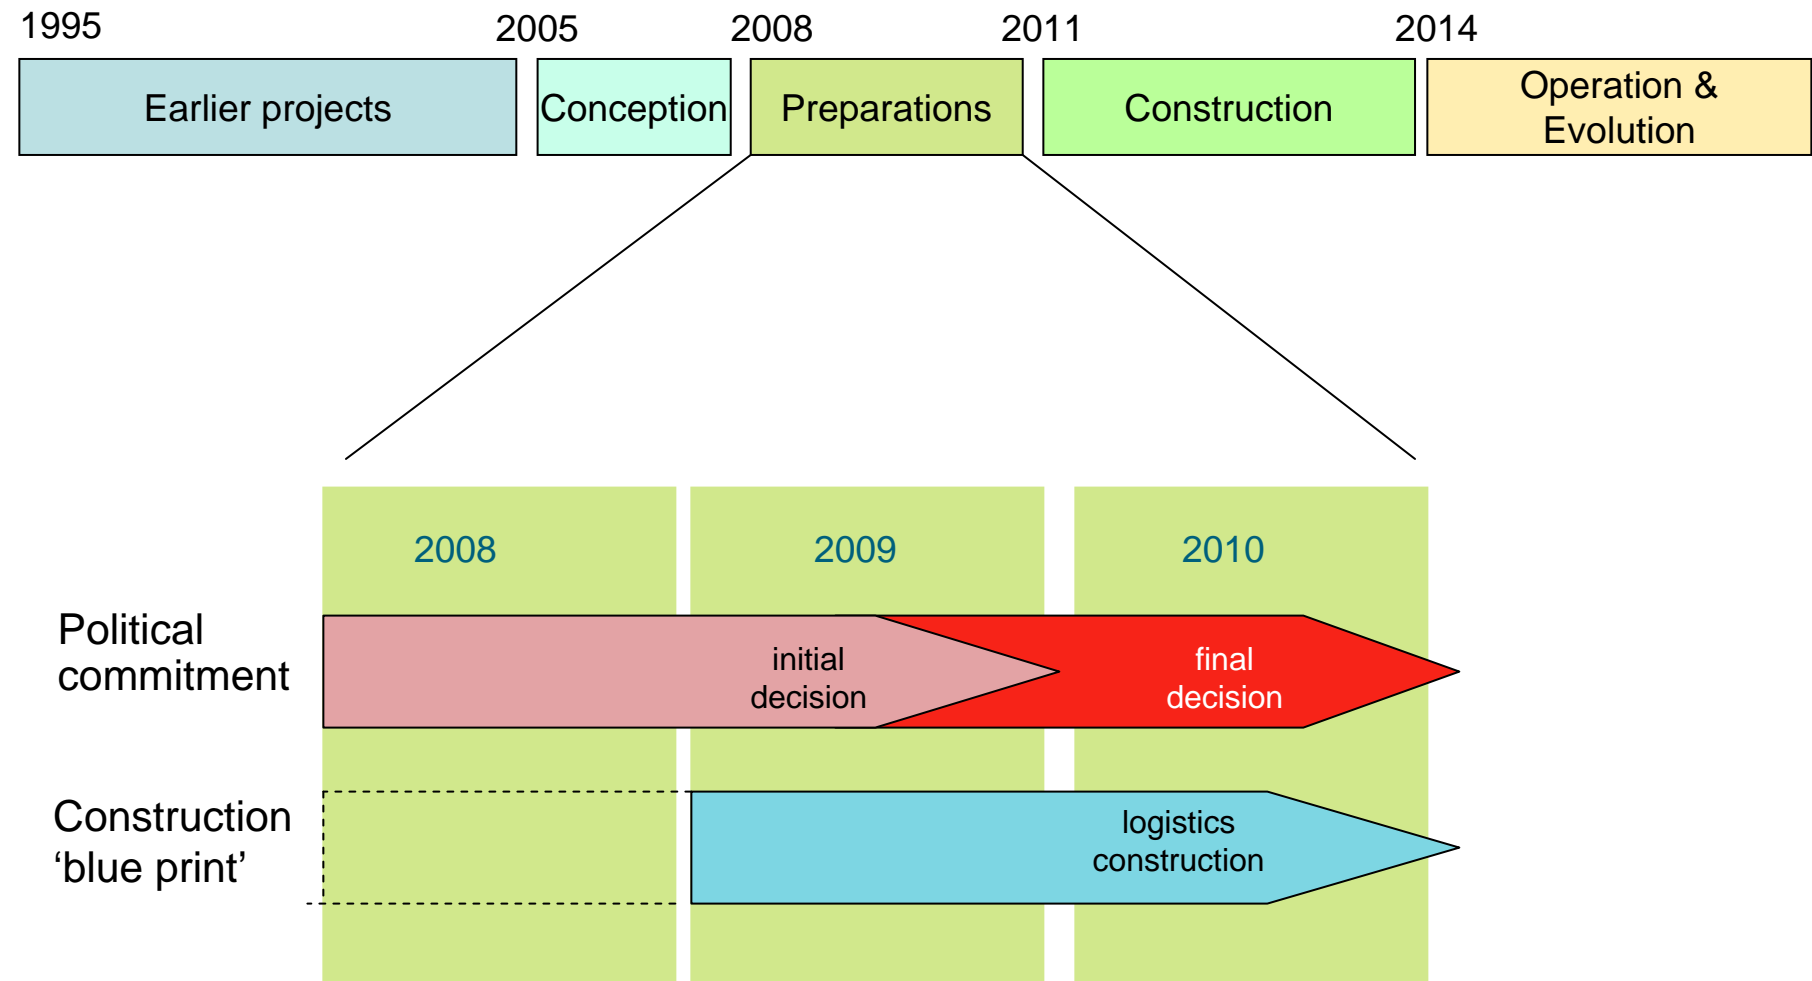 1995 2005 2008 2011 2014
Earlier projects
Conception
Preparations
Construction
Operation &
Evolution
2008 2009 2010
Political
commitment
initial
decision
final
decision
Construction
‘blue print’
logistics
construction